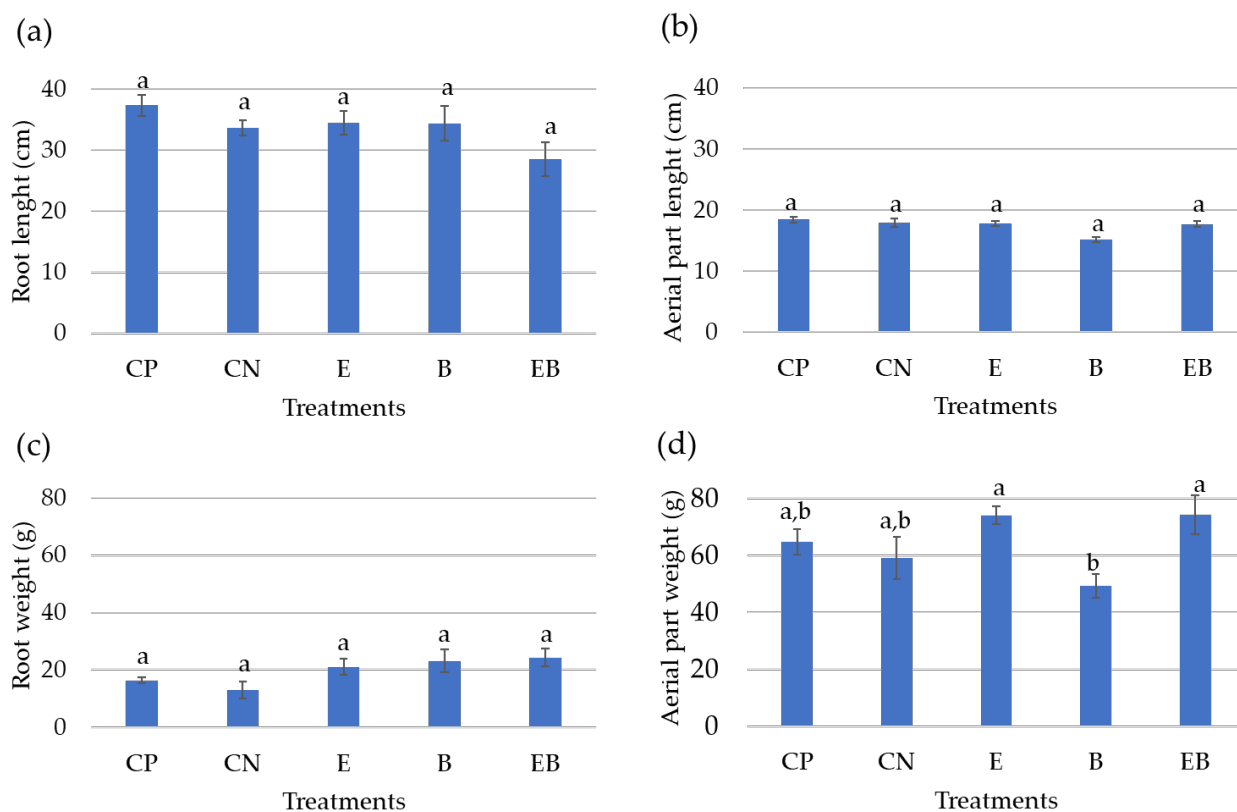 (a)
Root lenght (cm)
40
30
20
10
0
a a a a a
CP CN E B EB
Treatments
(b)
Aerial part lenght (cm)
40
30
20
10
0
a a a a a
CP CN E B EB
Treatments
(c)
Root weight (g)
80
60
40
20
0
a a a a a
CP CN E B EB
Treatments
(d)
Aerial part weight (g)
80
60
40
20
0
a,b a,b a b a
CP CN E B EB
Treatments